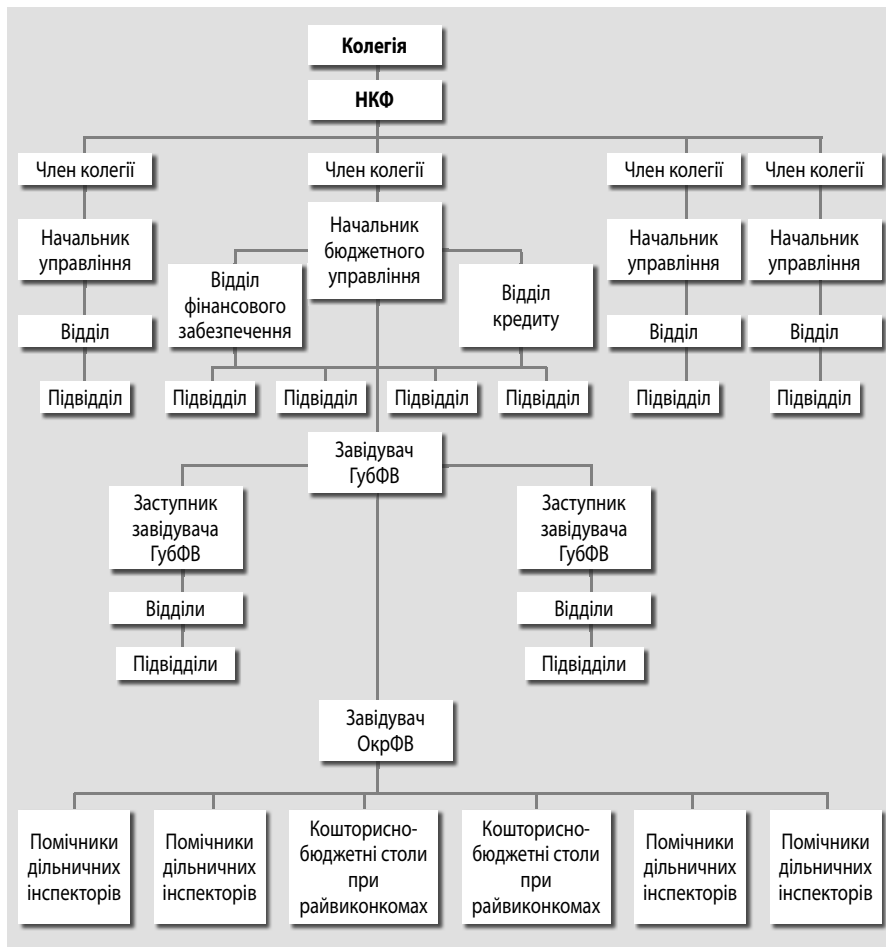 Колегія
НКФ
Член колегії
Член колегії
Член колегії
Член колегії
Начальник
управління
Начальник
бюджетного
управління
Начальник
управління
Начальник
управління
Відділ
фінансового
забезпечення
Відділ
кредиту
Відділ
Відділ
Відділ
Підвідділ
Підвідділ
Підвідділ
Підвідділ
Підвідділ
Підвідділ
Підвідділ
Завідувач
ГубФВ
Заступник
завідувача
ГубФВ
Заступник
завідувача
ГубФВ
Відділи
Відділи
Підвідділи
Підвідділи
Завідувач
ОкрФВ
Помічники
дільничних
інспекторів
Помічники
дільничних
інспекторів
Кошторисно-
бюджетні столи
при
райвиконкомах
Кошторисно-
бюджетні столи
при
райвиконкомах
Помічники
дільничних
інспекторів
Помічники
дільничних
інспекторів